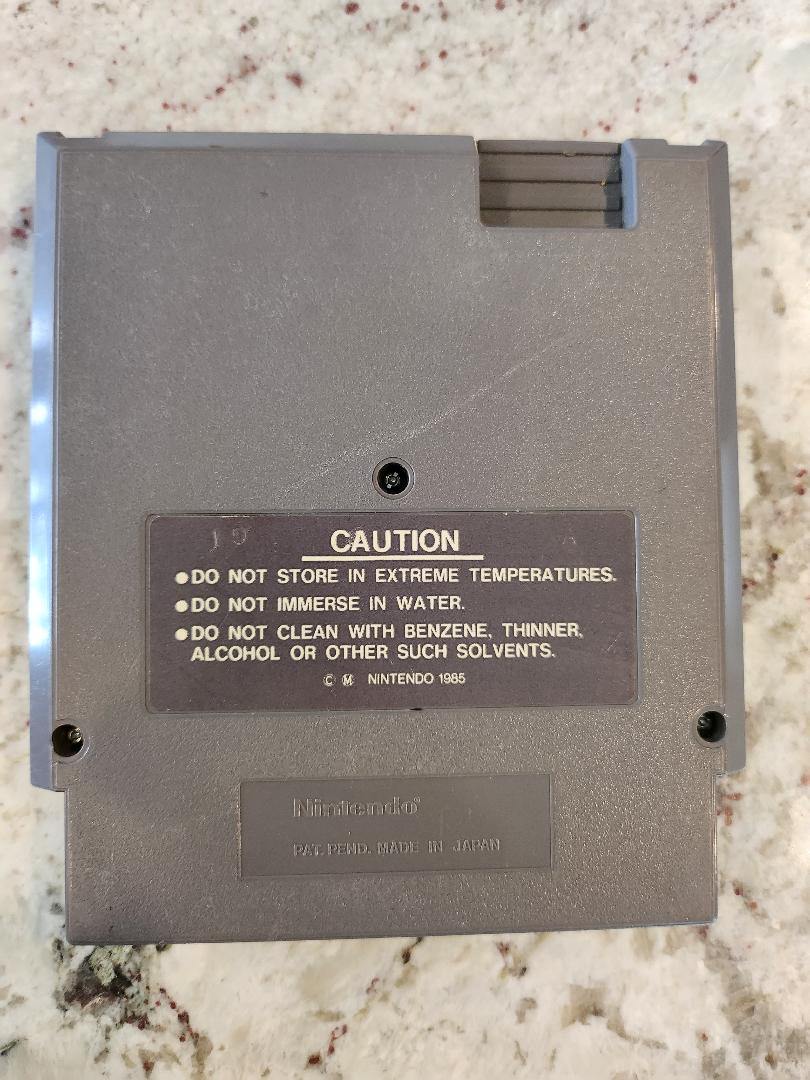 CAUTION
●DO NOT STORE IN EXTREME TEMPERATURES.
●DO NOT IMMERSE IN WATER.
●DO NOT CLEAN WITH BENZENE, THINNER,
ALCOHOL OR OTHER SUCH SOLVENTS.
Ⓒ Ⓜ NINTENDO 1985
Nintendo®
PAT. PEND. MADE IN JAPAN